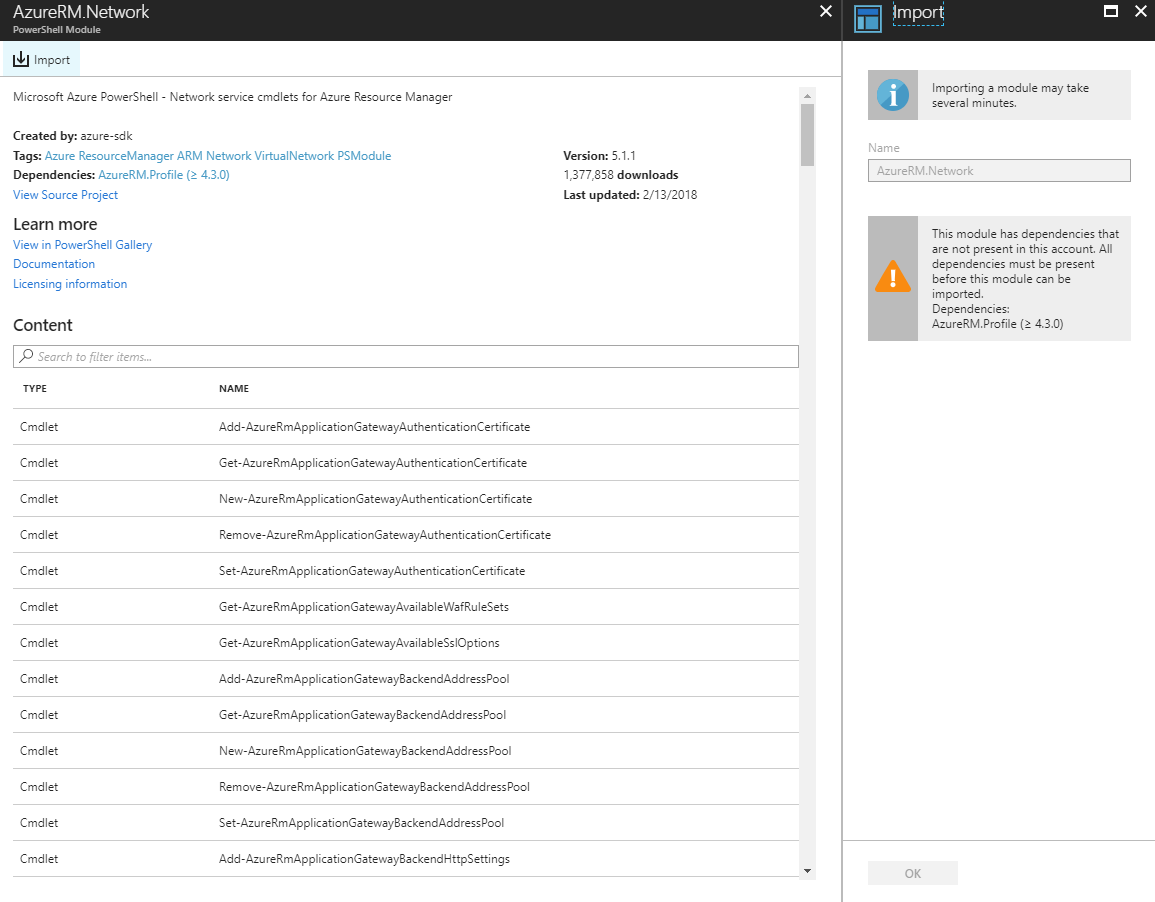 AzureRM.Network
PowerShell Module
Import
Microsoft Azure PowerShell - Network service cmdlets for Azure Resource Manager
Created by: azure-sdk
Tags: Azure ResourceManager ARM Network VirtualNetwork PSModule
Dependencies: AzureRM.Profile (≥ 4.3.0)
View Source Project
Version: 5.1.1
1,377,858 downloads
Last updated: 2/13/2018
Learn more
View in PowerShell Gallery
Documentation
Licensing information
Content
Search to filter items...
TYPE NAME
Cmdlet Add-AzureRmApplicationGatewayAuthenticationCertificate
Cmdlet Get-AzureRmApplicationGatewayAuthenticationCertificate
Cmdlet New-AzureRmApplicationGatewayAuthenticationCertificate
Cmdlet Remove-AzureRmApplicationGatewayAuthenticationCertificate
Cmdlet Set-AzureRmApplicationGatewayAuthenticationCertificate
Cmdlet Get-AzureRmApplicationGatewayAvailableWafRuleSets
Cmdlet Get-AzureRmApplicationGatewayAvailableSslOptions
Cmdlet Add-AzureRmApplicationGatewayBackendAddressPool
Cmdlet Get-AzureRmApplicationGatewayBackendAddressPool
Cmdlet New-AzureRmApplicationGatewayBackendAddressPool
Cmdlet Remove-AzureRmApplicationGatewayBackendAddressPool
Cmdlet Set-AzureRmApplicationGatewayBackendAddressPool
Cmdlet Add-AzureRmApplicationGatewayBackendHttpSettings
Import
Importing a module may take
several minutes.
Name
AzureRM.Network
This module has dependencies that
are not present in this account. All
dependencies must be present
before this module can be
imported.
Dependencies:
AzureRM.Profile (≥ 4.3.0)
OK